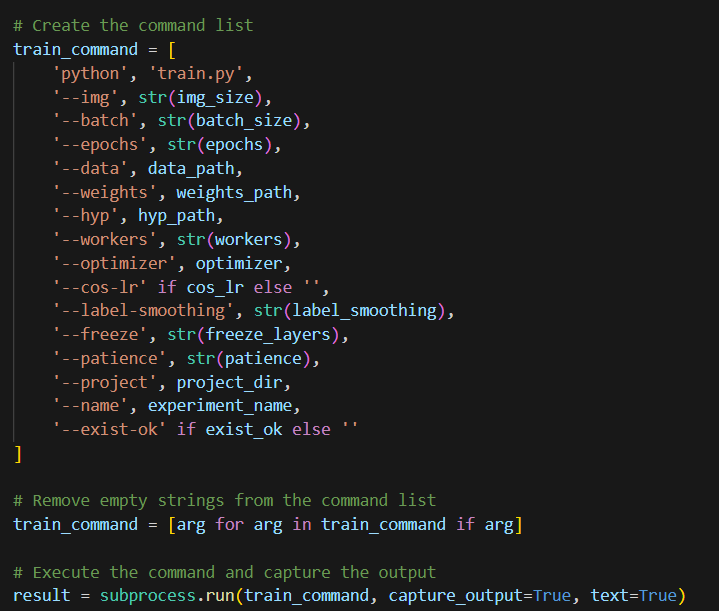 # Create the command list
train_command = [
    'python', 'train.py',
    '--img', str(img_size),
    '--batch', str(batch_size),
    '--epochs', str(epochs),
    '--data', data_path,
    '--weights', weights_path,
    '--hyp', hyp_path,
    '--workers', str(workers),
    '--optimizer', optimizer,
    '--cos-lr' if cos_lr else '',
    '--label-smoothing', str(label_smoothing),
    '--freeze', str(freeze_layers),
    '--patience', str(patience),
    '--project', project_dir,
    '--name', experiment_name,
    '--exist-ok' if exist_ok else ''
]
# Remove empty strings from the command list
train_command = [arg for arg in train_command if arg]
# Execute the command and capture the output
result = subprocess.run(train_command, capture_output=True, text=True)